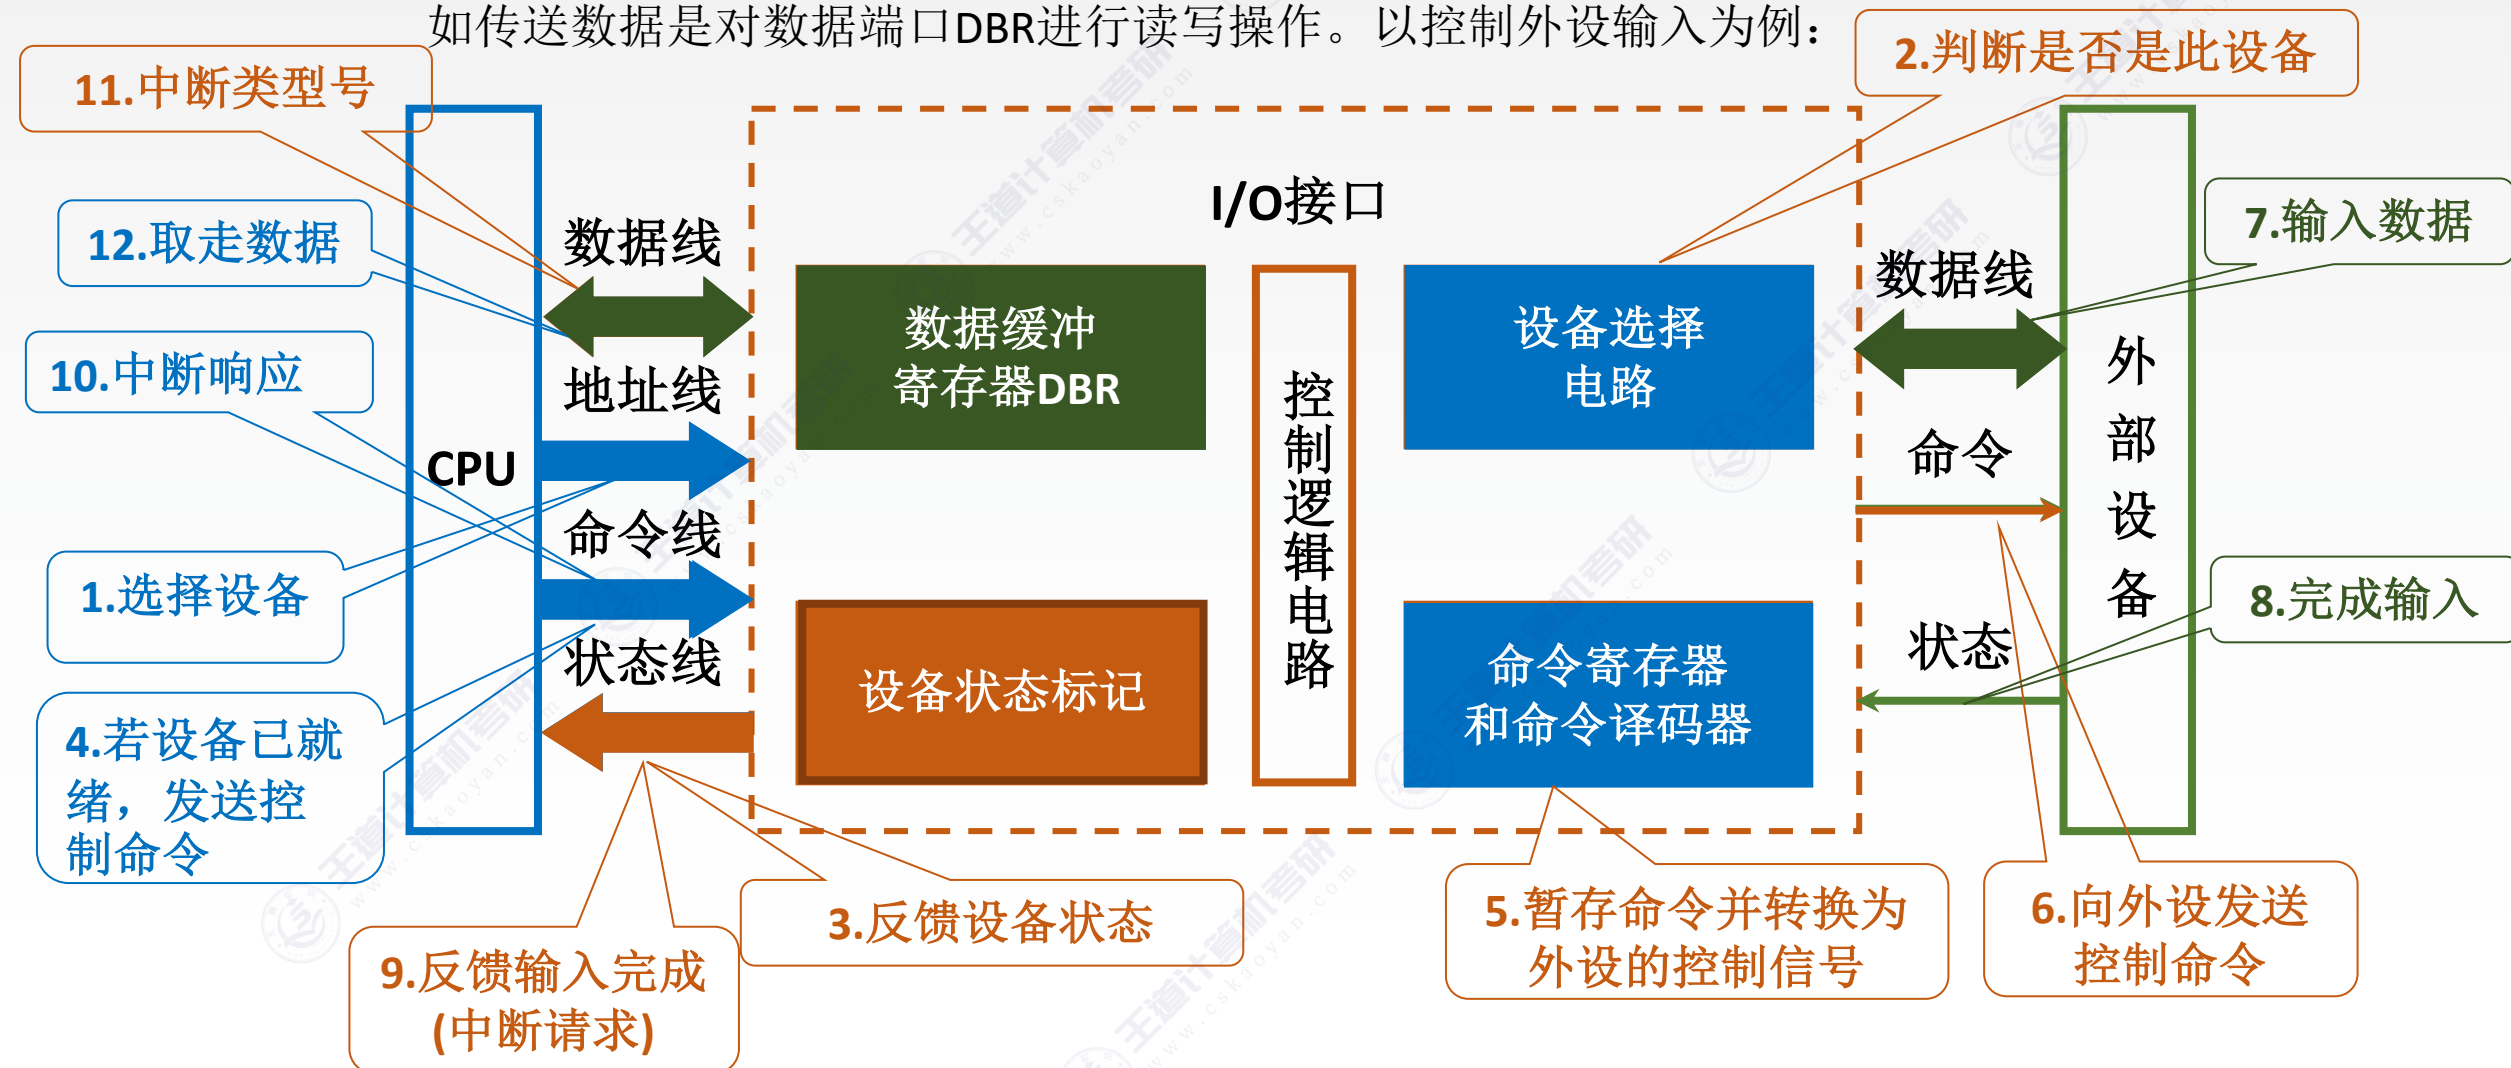 如传送数据是对数据端口DBR进行读写操作。以控制外设输入为例：
2.判断是否是此设备
11.中断类型号
I/O接口
7.输入数据
12.取走数据
数据线
数据线
数据缓冲
寄存器DBR
设备选择
电路
外部设备
10.中断响应
地址线
控制逻辑电路
命令
CPU
命令线
1.选择设备
8.完成输入
状态线
状态
设备状态标记
命令寄存器
和命令译码器
4.若设备已就
绪，发送控
制命令
3.反馈设备状态
5.暂存命令并转换为
外设的控制信号
6.向外设发送
控制命令
9.反馈输入完成
(中断请求)
王道计算机考研
www.cskaoyan.com